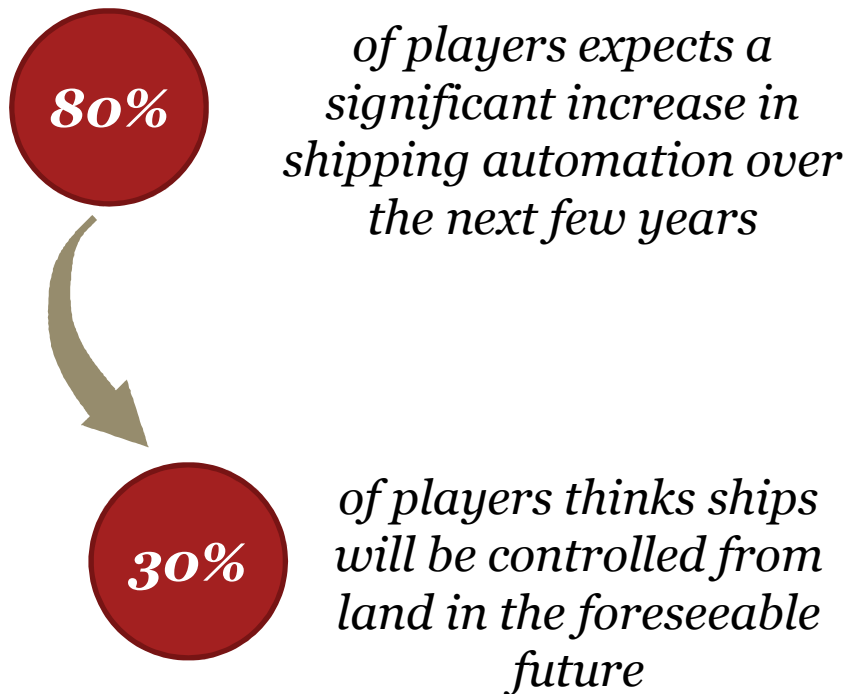 80%
of players expects a
significant increase in
shipping automation over
the next few years
30%
of players thinks ships
will be controlled from
land in the foreseeable
future